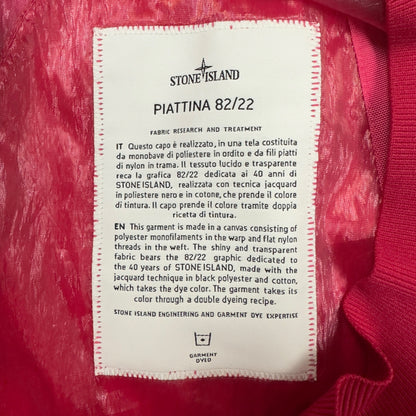 STONE ISLAND
PIATTINA 82/22
FABRIC RESEARCH AND TREATMENT
IT Questo capo è realizzato, in una tela costituita
da monobave di poliestere in ordito e da fili piatti
di nylon in trama. Il tessuto lucido e trasparente
reca la grafica 82/22 dedicata ai 40 anni di
STONE ISLAND, realizzata con tecnica jacquard
in poliestere nero e in cotone, che prende il colore
di tintura. Il capo prende il colore tramite doppia
ricetta di tintura.
EN This garment is made in a canvas consisting of
polyester monofilaments in the warp and flat nylon
threads in the weft. The shiny and transparent
fabric bears the 82/22 graphic dedicated to
the 40 years of STONE ISLAND, made with the
jacquard technique in black polyester and cotton,
which takes the dye color. The garment takes its
color through a double dyeing recipe.
STONE ISLAND ENGINEERING AND GARMENT DYE EXPERTISE
GARMENT
DYED